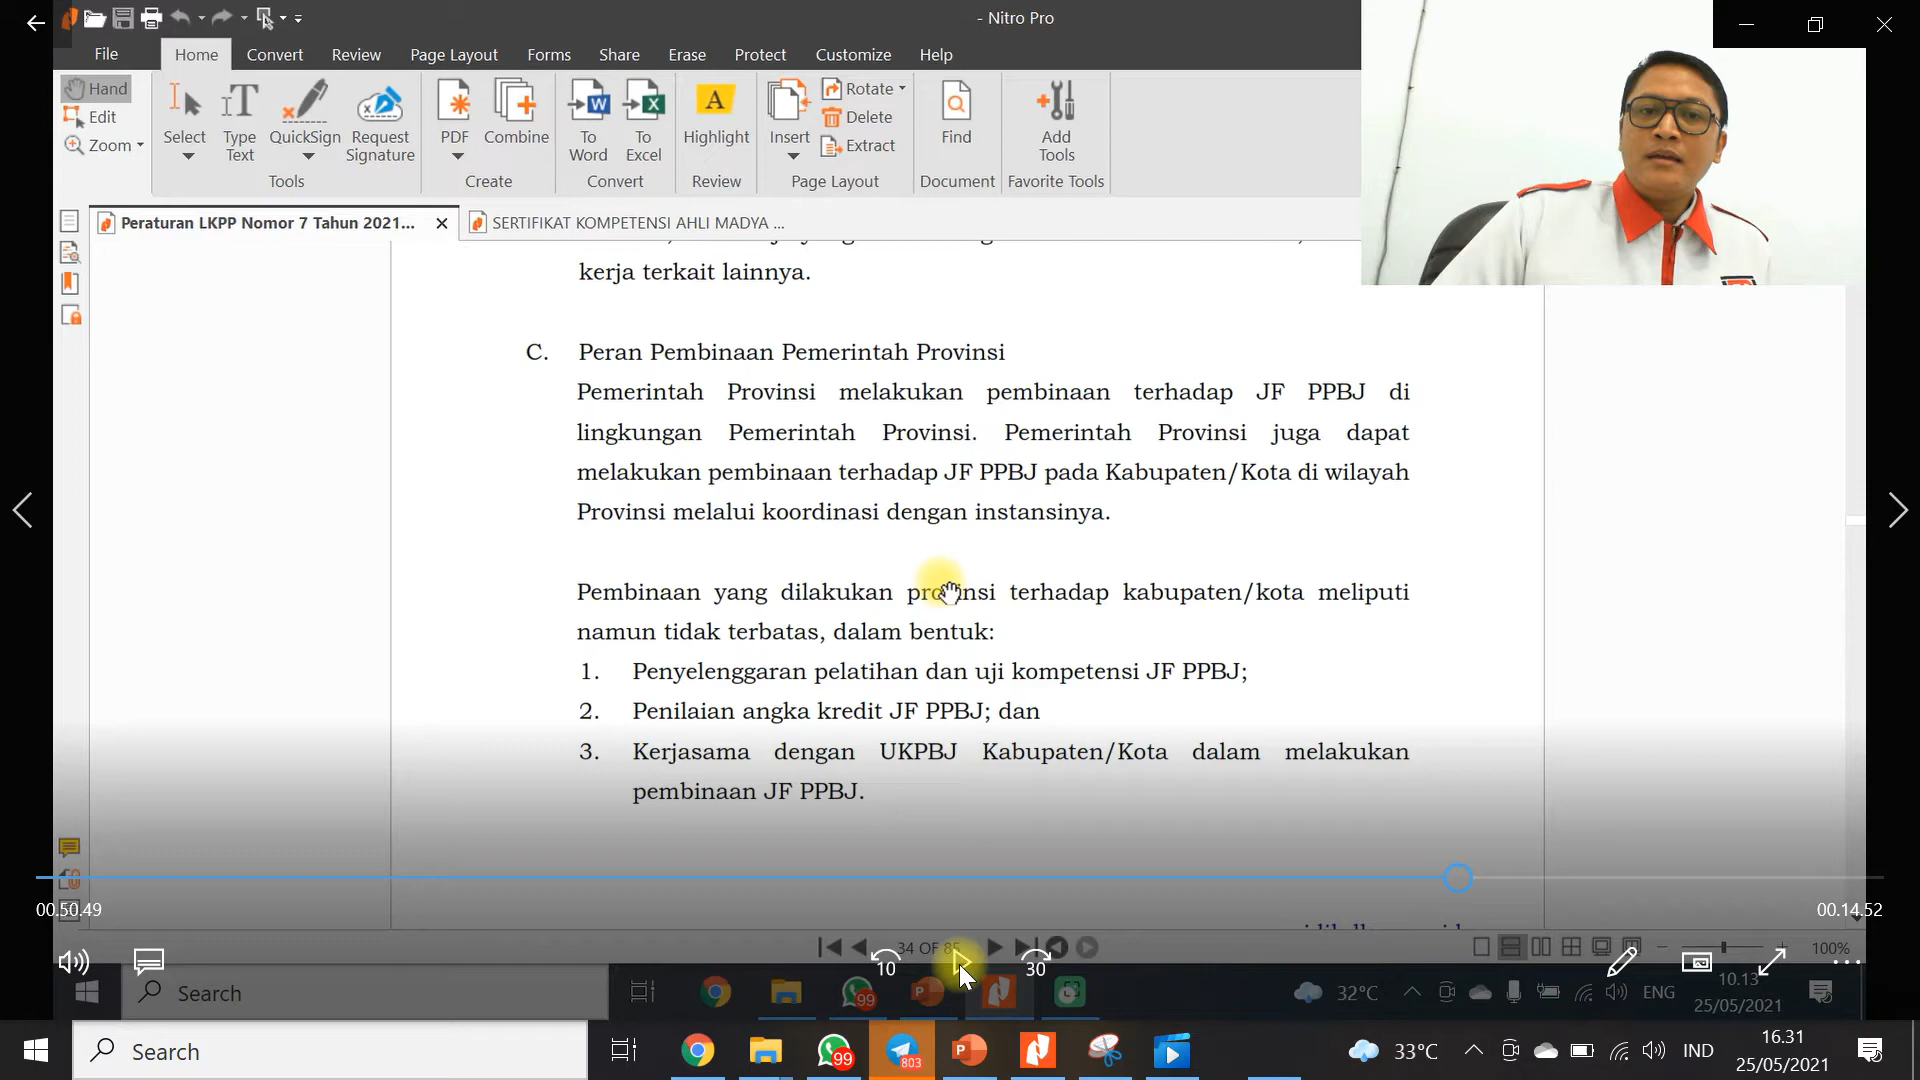 - Nitro Pro
File Home Convert Review Page Layout Forms Share Erase Protect Customize Help
Hand
Edit
Zoom
Select
Type Text
QuickSign
Request Signature
Tools
PDF
Combine
Create
To Word
To Excel
Convert
Highlight
Review
Insert
Rotate
Delete
Extract
Page Layout
Find
Document
Add Tools
Favorite Tools
Peraturan LKPP Nomor 7 Tahun 2021...
SERTIFIKAT KOMPETENSI AHLI MADYA ...
kerja terkait lainnya.
C. Peran Pembinaan Pemerintah Provinsi
Pemerintah Provinsi melakukan pembinaan terhadap JF PPBJ di
lingkungan Pemerintah Provinsi. Pemerintah Provinsi juga dapat
melakukan pembinaan terhadap JF PPBJ pada Kabupaten/Kota di wilayah
Provinsi melalui koordinasi dengan instansinya.
Pembinaan yang dilakukan provinsi terhadap kabupaten/kota meliputi
namun tidak terbatas, dalam bentuk:
1. Penyelenggaran pelatihan dan uji kompetensi JF PPBJ;
2. Penilaian angka kredit JF PPBJ; dan
3. Kerjasama dengan UKPBJ Kabupaten/Kota dalam melakukan
pembinaan JF PPBJ.
00.50.49
00.14.52
34 OF 85
100%
10
30
Search
99
32°C
ENG
10.13
25/05/2021
Search
99
803
33°C
IND
16.31
25/05/2021